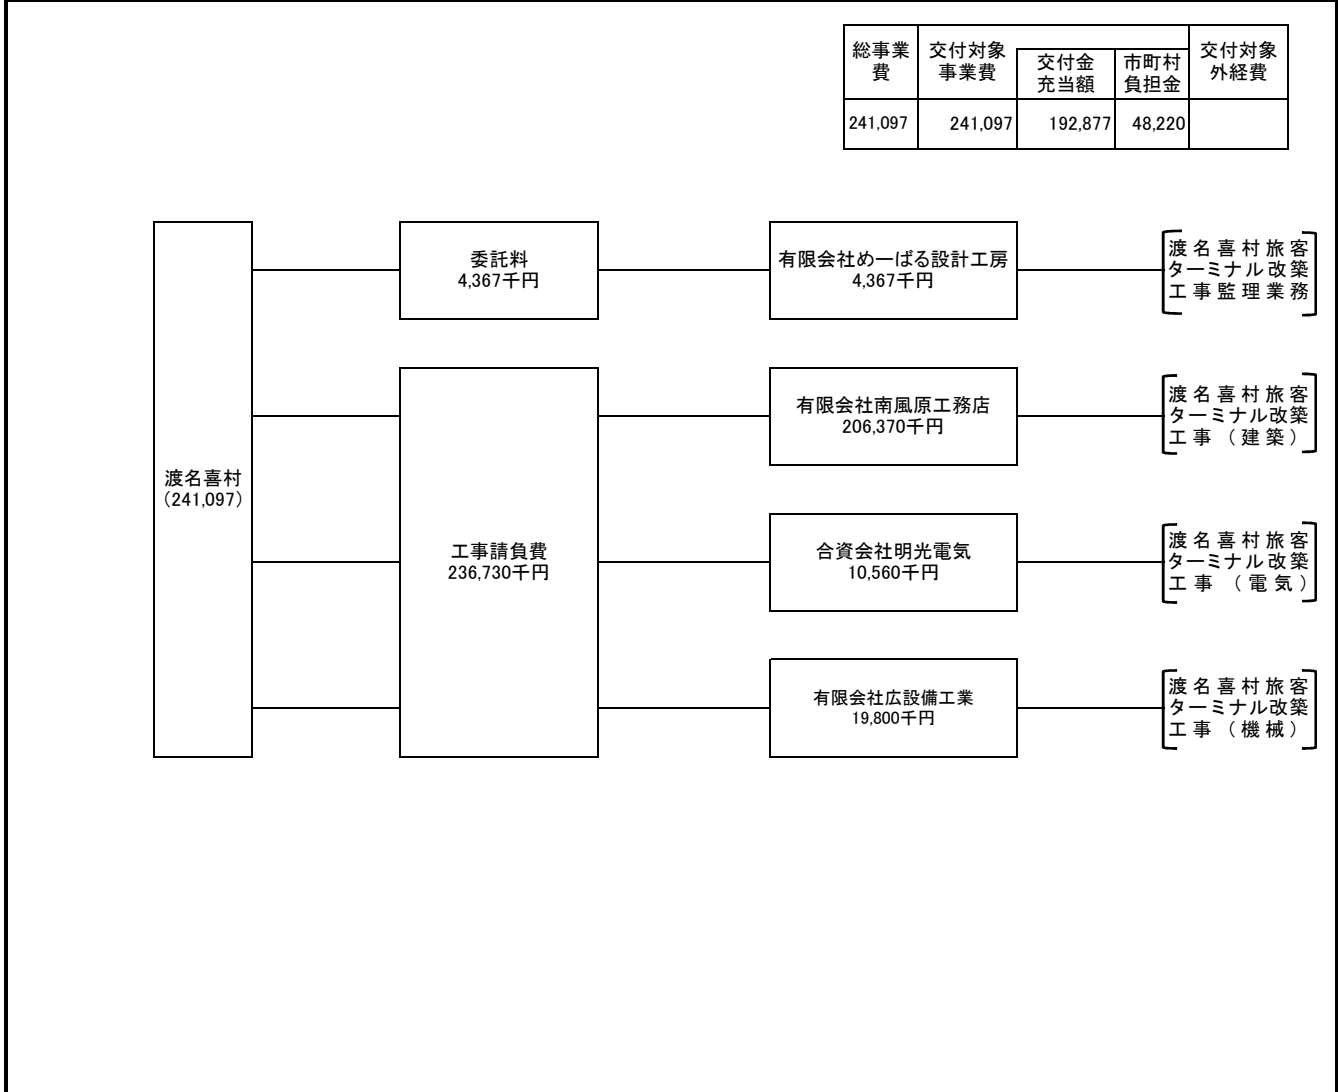 総事業費
交付対象事業費
交付金充当額
市町村負担金
交付対象外経費
241,097
241,097
192,877
48,220
委託料
4,367千円
有限会社めーばる設計工房
4,367千円
渡名喜村旅客
ターミナル改築
工事監理業務
有限会社南風原工務店
206,370千円
渡名喜村旅客
ターミナル改築
工事（建築）
渡名喜村
（241,097）
工事請負費
236,730千円
合資会社明光電気
10,560千円
渡名喜村旅客
ターミナル改築
工事（電気）
有限会社広設備工業
19,800千円
渡名喜村旅客
ターミナル改築
工事（機械）